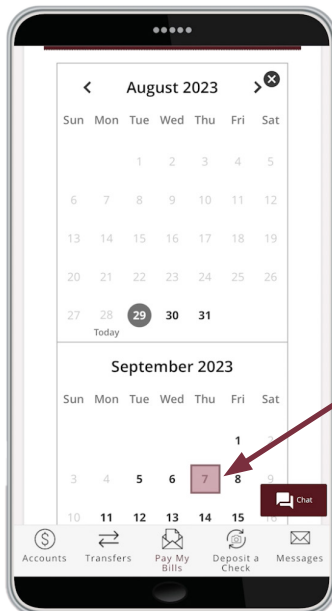 August 2023
Sun Mon Tue Wed Thu Fri Sat
1 2 3 4 5
6 7 8 9 10 11 12
13 14 15 16 17 18 19
20 21 22 23 24 25 26
27 28 29 30 31
Today
September 2023
Sun Mon Tue Wed Thu Fri Sat
1 2
3 4 5 6 7 8 9
10 11 12 13 14 15 16
Chat
Accounts Transfers Pay My Bills Deposit a Check Messages